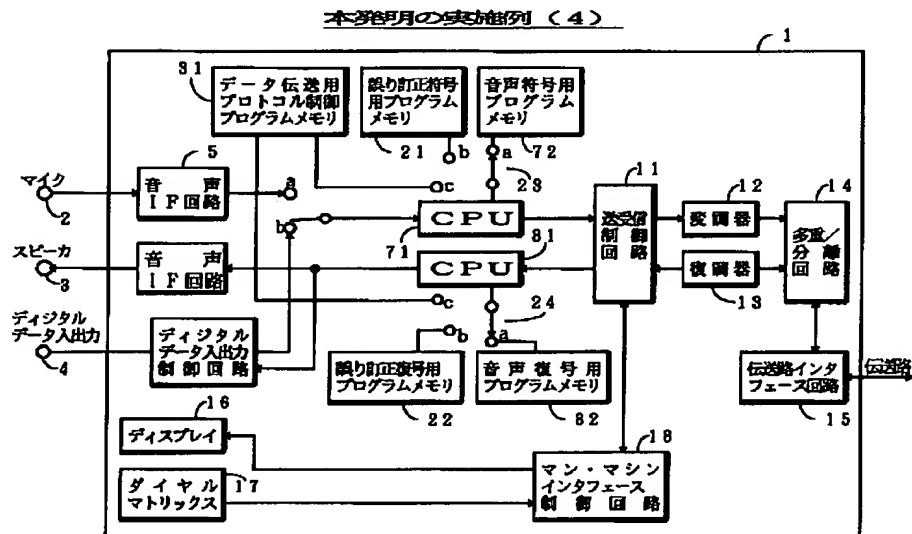 本発明の実施例（４）
1
31
データ伝送用
プロトコル制御
プログラムメモリ
誤り訂正符号
用プログラム
メモリ
音声符号用
プログラム
メモリ
21
72
b
a
23
c
5
マイク
2
音声
IF回路
a
b
CPU
71
11
送受信
制御
回路
12
変調器
14
多重／
分離
回路
スピーカ
3
音声
IF回路
CPU
81
復調器
13
c
24
b
a
ディジタル
データ入出力
4
ディジタル
データ入出力
制御回路
誤り訂正復号用
プログラムメモリ
22
音声復号用
プログラムメモリ
82
伝送路インタ
フェース回路
15
伝送路
16
ディスプレイ
18
マン・マシン
インタフェース
制御回路
ダイヤル
マトリックス
17